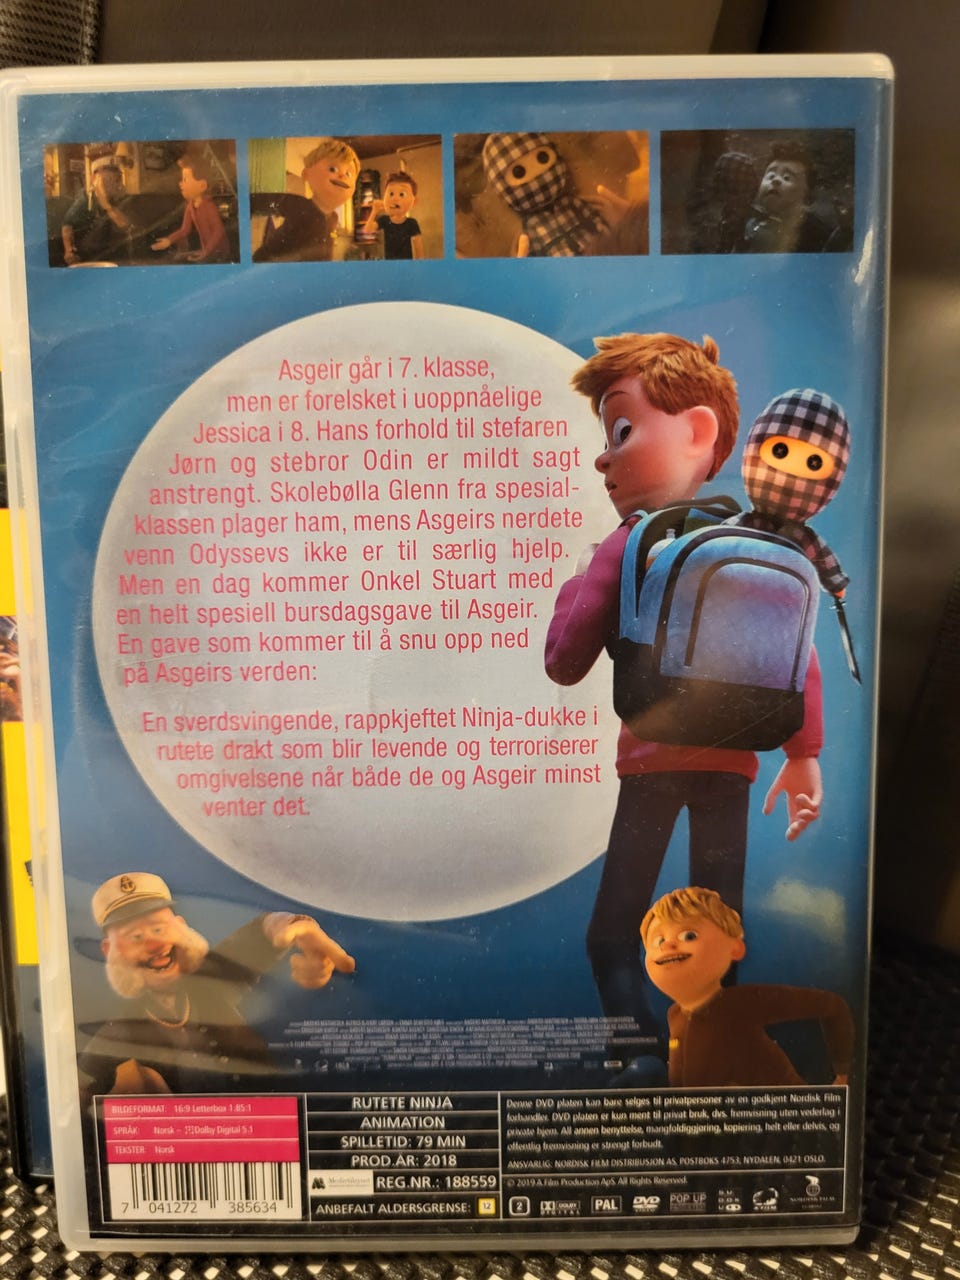 Asgeir går i 7. klasse,
men er forelsket i uoppnåelige
Jessica i 8. Hans forhold til stefaren
Jørn og stebror Odin er mildt sagt
anstrengt. Skolebølla Glenn fra spesial-
klassen plager ham, mens Asgeirs nerdete
venn Odyssevs ikke er til særlig hjelp.
Men en dag kommer Onkel Stuart med
en helt spesiell bursdagsgave til Asgeir.
En gave som kommer til å snu opp ned
på Asgeirs verden:
En sverdsvingende, rappkjeftet Ninja-dukke i
rutete drakt som blir levende og terroriserer
omgivelsene når både de og Asgeir minst
venter det.
BILDEFORMAT: 16:9 Letterbox 1.85:1
SPRÅK: Norsk - Dolby Digital 5.1
TEKSTER: Norsk
7 041272 385634
RUTETE NINJA
ANIMATION
SPILLETID: 79 MIN
PROD.ÅR: 2018
Medietilsynet REG.NR.: 188559
ANBEFALT ALDERSGRENSE: 12
Denne DVD platen kan bare selges til privatpersoner av en godkjent Nordisk Film
forhandler. DVD platen er kun ment til privat bruk, dvs. fremvisning uten vederlag i
private hjem. All annen benyttelse, mangfoldiggjøring, kopiering, helt eller delvis, og
offentlig fremvisning er strengt forbudt.
ANSVARLIG: NORDISK FILM DISTRIBUSJON AS, POSTBOKS 4753, NYDALEN, 0421 OSLO.
© 2019 A Film Production ApS. All Rights Reserved.
2 DOLBY DIGITAL PAL DVD VIDEO POP UP A FILM NORDISK FILM